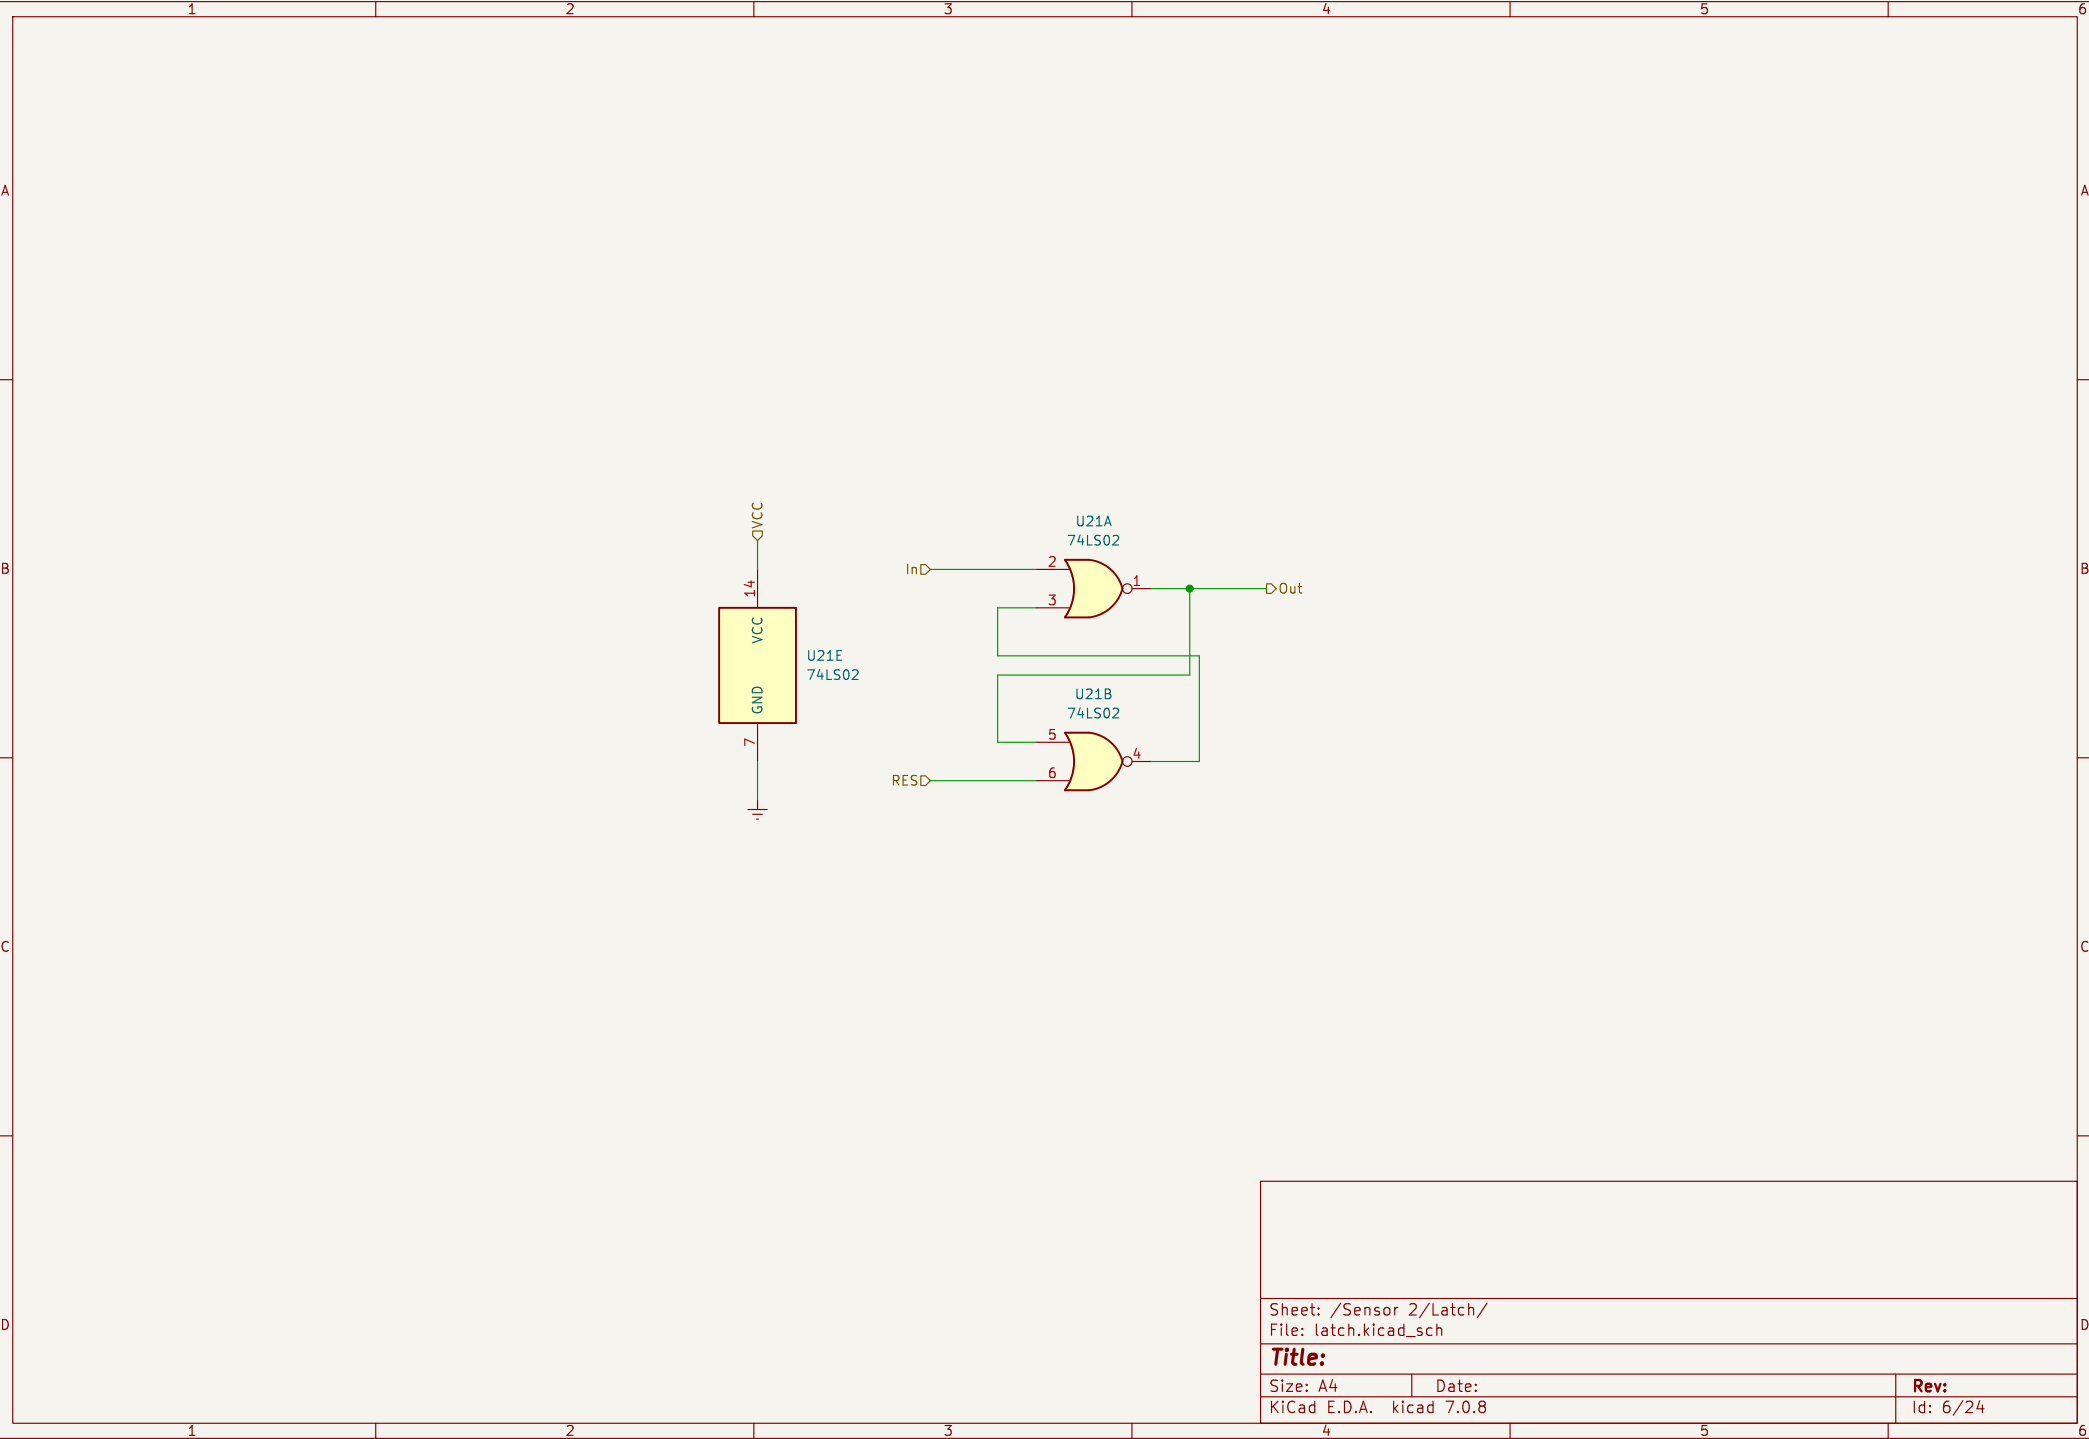 1 2 3 4 5 6
A A
VCC
14
VCC
GND
7
U21E
74LS02
U21A
74LS02
In
2
3
1
Out
B B
U21B
74LS02
5
6
4
RES
C C
Sheet: /Sensor 2/Latch/
File: latch.kicad_sch
D D
Title:
Size: A4 Date: Rev:
KiCad E.D.A. kicad 7.0.8 Id: 6/24
1 2 3 4 5 6